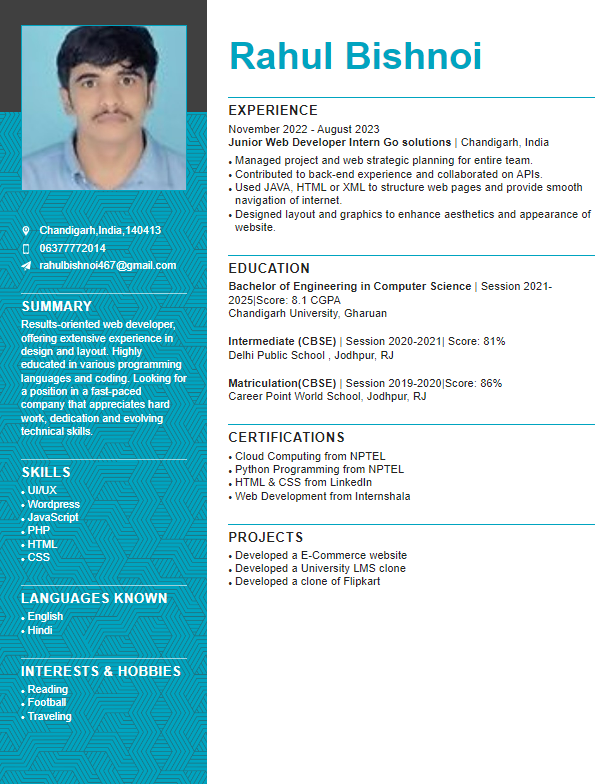 Rahul Bishnoi
Chandigarh,India,140413
06377772014
rahulbishnoi467@gmail.com
SUMMARY
Results-oriented web developer,
offering extensive experience in
design and layout. Highly
educated in various programming
languages and coding. Looking for
a position in a fast-paced
company that appreciates hard
work, dedication and evolving
technical skills.
SKILLS
• UI/UX
• Wordpress
• JavaScript
• PHP
• HTML
• CSS
LANGUAGES KNOWN
• English
• Hindi
INTERESTS & HOBBIES
• Reading
• Football
• Traveling
EXPERIENCE
November 2022 - August 2023
Junior Web Developer Intern Go solutions | Chandigarh, India
• Managed project and web strategic planning for entire team.
• Contributed to back-end experience and collaborated on APIs.
• Used JAVA, HTML or XML to structure web pages and provide smooth
navigation of internet.
• Designed layout and graphics to enhance aesthetics and appearance of
website.
EDUCATION
Bachelor of Engineering in Computer Science | Session 2021-
2025|Score: 8.1 CGPA
Chandigarh University, Gharuan
Intermediate (CBSE) | Session 2020-2021| Score: 81%
Delhi Public School , Jodhpur, RJ
Matriculation(CBSE) | Session 2019-2020|Score: 86%
Career Point World School, Jodhpur, RJ
CERTIFICATIONS
• Cloud Computing from NPTEL
• Python Programming from NPTEL
• HTML & CSS from LinkedIn
• Web Development from Internshala
PROJECTS
• Developed a E-Commerce website
• Developed a University LMS clone
• Developed a clone of Flipkart